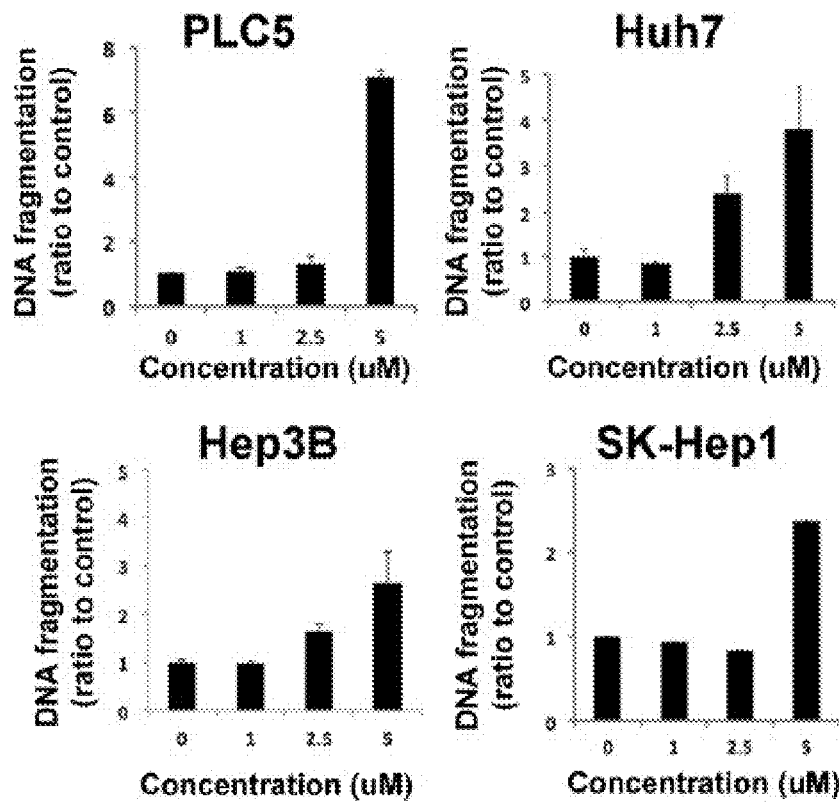 PLC5
DNA fragmentation
(ratio to control)
8
6
4
2
0
0 1 2.5 5
Concentration (uM)
Huh7
DNA fragmentation
(ratio to control)
5
4
3
2
1
0
0 1 2.5 5
Concentration (uM)
Hep3B
DNA fragmentation
(ratio to control)
5
4
3
2
1
0
0 1 2.5 5
Concentration (uM)
SK-Hep1
DNA fragmentation
(ratio to control)
3
2
1
0
0 1 2.5 5
Concentration (uM)